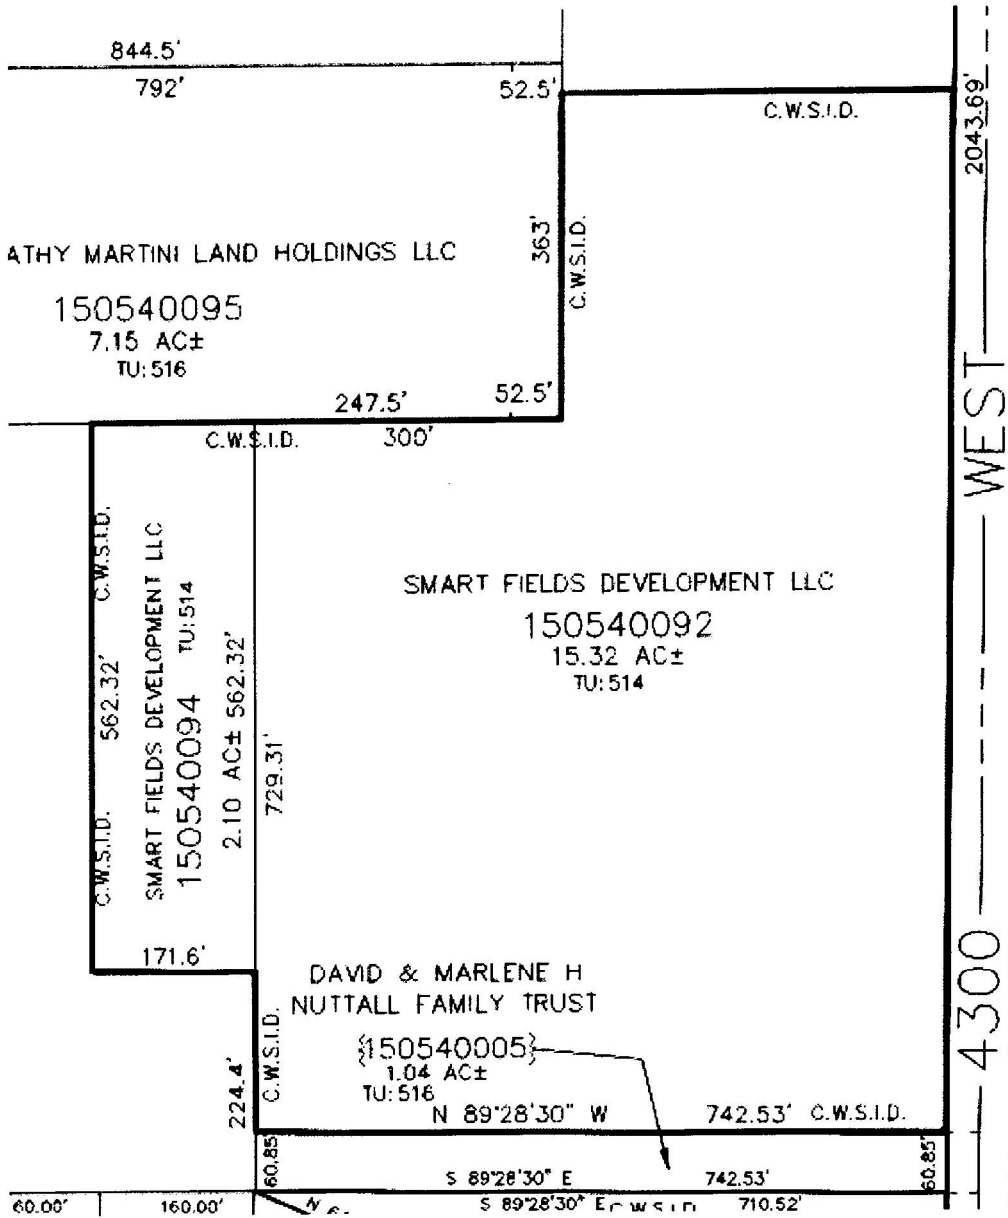 844.5'
792'
52.5'
C.W.S.I.D.
2043.69'
363'
C.W.S.I.D.
ATHY MARTINI LAND HOLDINGS LLC
150540095
7.15 AC±
TU:516
247.5'
52.5'
C.W.S.I.D.
300'
WEST
C.W.S.I.D.
562.32'
C.W.S.I.D.
SMART FIELDS DEVELOPMENT LLC
150540094 TU:514
2.10 AC± 562.32'
729.31'
SMART FIELDS DEVELOPMENT LLC
150540092
15.32 AC±
TU:514
171.6'
DAVID & MARLENE H
NUTTALL FAMILY TRUST
150540005
1.04 AC±
TU:516
224.4'
C.W.S.I.D.
N 89°28'30" W 742.53' C.W.S.I.D.
4300
60.85'
S 89°28'30" E 742.53'
60.85'
60.00'
160.00'
S 89°28'30" E C.W.S.I.D. 710.52'